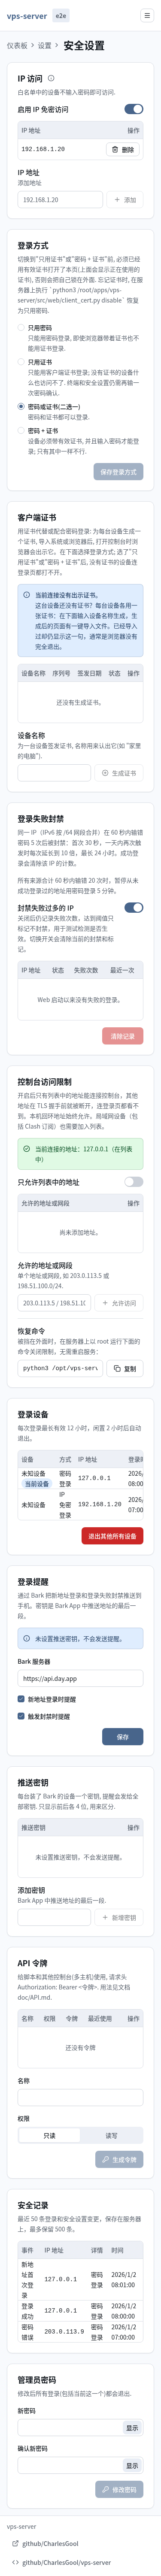 vps-server e2e
仪表板 > 设置 > 安全设置
IP 访问
白名单中的设备不输入密码即可访问.
启用 IP 免密访问
IP 地址 操作
192.168.1.20 删除
IP 地址
添加地址
192.168.1.20 添加
登录方式
切换到"只用证书"或"密码 + 证书"前, 必须已经
用有效证书打开了本页(上面会显示正在使用的
证书), 否则会把自己锁在外面. 忘记证书时, 在服
务器上执行 `python3 /root/apps/vps-
server/src/web/client_cert.py disable` 恢复
为只用密码.
只用密码
只能用密码登录, 即使浏览器带着证书也不
能用证书登录.
只用证书
只能用客户端证书登录; 没有证书的设备什
么也访问不了. 终端和安全设置仍需再输一
次密码确认.
密码或证书(二选一)
密码和证书都可以登录.
密码 + 证书
设备必须带有效证书, 并且输入密码才能登
录; 只有其中一样不行.
保存登录方式
客户端证书
用证书代替或配合密码登录: 为每台设备生成一
个证书, 导入系统或浏览器后, 打开控制台时浏
览器会出示它。在下面选择登录方式; 选了"只
用证书"或"密码 + 证书"后, 没有证书的设备连
登录页都打不开。
当前连接没有出示证书。
这台设备还没有证书？每台设备各用一
张证书：在下面输入设备名称生成，生
成后的页面有一键导入文件。已经导入
过却仍显示这一句，通常是浏览器没有
完全退出。
设备名称 序列号 签发日期 状态 操作
还没有生成证书。
设备名称
为一台设备签发证书, 名称用来认出它(如 "家里
的电脑").
生成证书
登录失败封禁
同一 IP（IPv6 按 /64 网段合并）在 60 秒内输错
密码 5 次后被封禁：首次 30 秒，一天内再次触
发时每次延长到 10 倍，最长 24 小时。成功登
录会清除该 IP 的计数。
所有来源合计 60 秒内输错 20 次时，暂停从未
成功登录过的地址用密码登录 5 分钟。
封禁失败过多的 IP
关闭后仍记录失败次数，达到阈值只
标记不封禁，用于测试检测是否生
效。切换开关会清除当前的封禁和标
记。
IP 地址 状态 失败次数 最近一次
Web 启动以来没有失败的登录。
清除记录
控制台访问限制
开启后只有列表中的地址能连接控制台，其他
地址在 TLS 握手前就被断开，连登录页都看不
到。本机回环地址始终允许。局域网设备（包
括 Clash 订阅）也需要加入列表。
当前连接的地址：127.0.0.1（在列表
中）
只允许列表中的地址
允许的地址或网段 操作
尚未添加地址。
允许的地址或网段
单个地址或网段, 如 203.0.113.5 或
198.51.100.0/24.
203.0.113.5 / 198.51.10 允许访问
恢复命令
被挡在外面时，在服务器上以 root 运行下面的
命令关闭限制，无需重启服务：
python3 /opt/vps-serv 复制
登录设备
每次登录最长有效 12 小时，闲置 2 小时后自动
退出。
设备 方式 IP 地址
未知设备 当前设备 密码登录 127.0.0.1 2026/ 08:00
未知设备 IP 免密登录 192.168.1.20 2026/ 07:00
退出其他所有设备
登录提醒
通过 Bark 把新地址登录和登录失败封禁推送到
手机。密钥是 Bark App 中推送地址的最后一
段。
未设置推送密钥，不会发送提醒。
Bark 服务器
https://api.day.app
新地址登录时提醒
触发封禁时提醒
保存
推送密钥
每台装了 Bark 的设备一个密钥, 提醒会发给全
部密钥. 只显示前后各 4 位, 用来区分.
推送密钥 操作
未设置推送密钥，不会发送提醒。
添加密钥
Bark App 中推送地址的最后一段.
新增密钥
API 令牌
给脚本和其他控制台(多主机)使用, 请求头
Authorization: Bearer <令牌>. 用法见文档
doc/API.md.
名称 权限 令牌 最近使用 操作
还没有令牌
名称
权限
只读 读写
生成令牌
安全记录
最近 50 条登录和安全设置变更，保存在服务器
上，最多保留 500 条。
事件 IP 地址 详情 时间
新地址首次登录 127.0.0.1 密码登录 2026/1/2 08:01:00
登录成功 127.0.0.1 密码登录 2026/1/2 08:00:00
密码错误 203.0.113.9 密码登录 2026/1/2 07:00:00
管理员密码
修改后所有登录(包括当前这一个)都会退出.
新密码
显示
确认新密码
显示
修改密码
vps-server
github/CharlesGool
github/CharlesGool/vps-server